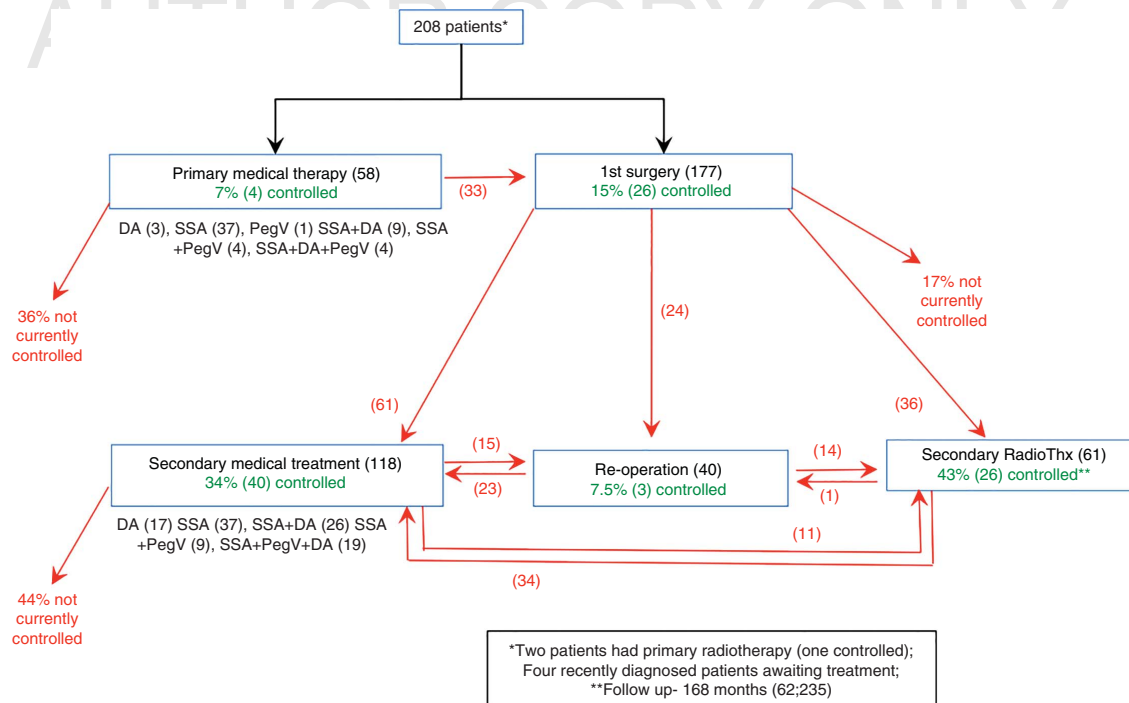 AUTHOR COPY ONLY
208 patients*
Primary medical therapy (58)
7% (4) controlled
(33)
1st surgery (177)
15% (26) controlled
DA (3), SSA (37), PegV (1) SSA+DA (9), SSA
+PegV (4), SSA+DA+PegV (4)
36% not
currently
controlled
17% not
currently
controlled
(24)
(61)
(36)
Secondary medical treatment (118)
34% (40) controlled
(15)
(23)
Re-operation (40)
7.5% (3) controlled
(14)
(1)
Secondary RadioThx (61)
43% (26) controlled**
DA (17) SSA (37), SSA+DA (26) SSA
+PegV (9), SSA+PegV+DA (19)
(11)
(34)
44% not
currently
controlled
*Two patients had primary radiotherapy (one controlled);
Four recently diagnosed patients awaiting treatment;
**Follow up- 168 months (62;235)